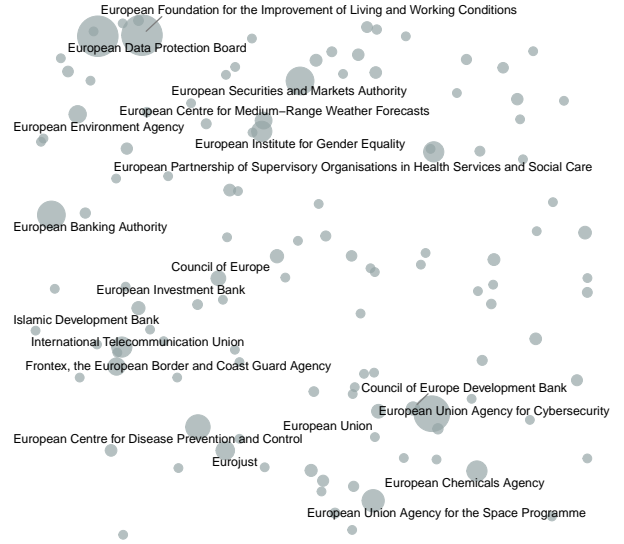 European Foundation for the Improvement of Living and Working Conditions
European Data Protection Board
European Securities and Markets Authority
European Centre for Medium−Range Weather Forecasts
European Environment Agency
European Institute for Gender Equality
European Partnership of Supervisory Organisations in Health Services and Social Care
European Banking Authority
Council of Europe
European Investment Bank
Islamic Development Bank
International Telecommunication Union
Frontex, the European Border and Coast Guard Agency
Council of Europe Development Bank
European Union Agency for Cybersecurity
European Union
European Centre for Disease Prevention and Control
Eurojust
European Chemicals Agency
European Union Agency for the Space Programme